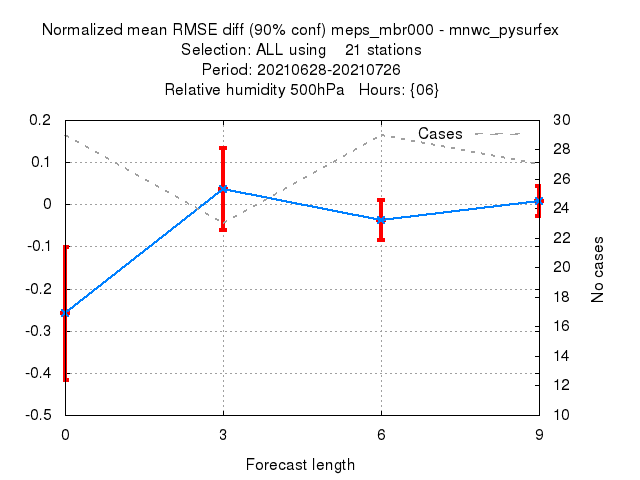 Normalized mean RMSE diff (90% conf) meps_mbr000 - mnwc_pysurfex
Selection: ALL using 21 stations
Period: 20210628-20210726
Relative humidity 500hPa Hours: {06}
0.2
0.1
0
-0.1
-0.2
-0.3
-0.4
-0.5
Cases
30
28
26
24
22
20
18
16
14
12
10
No cases
0 3 6 9
Forecast length